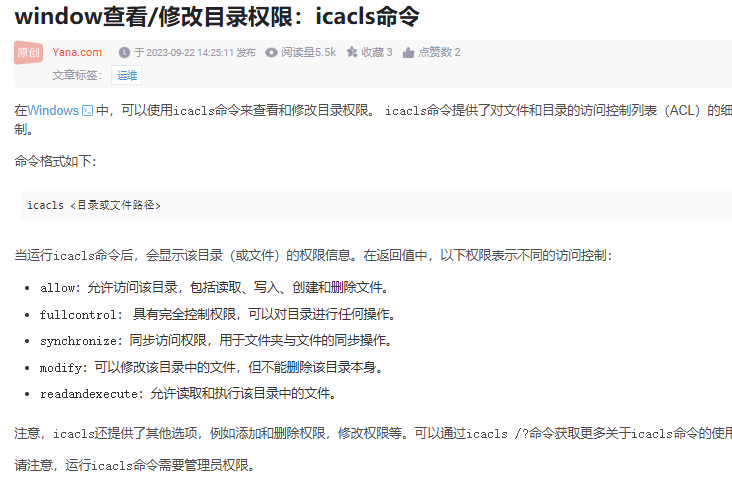 window查看/修改目录权限：icacls命令
原创 Yana.com 于 2023-09-22 14:25:11 发布 阅读量5.5k 收藏 3 点赞数 2
文章标签： 运维
在Windows 中，可以使用icacls命令来查看和修改目录权限。 icacls命令提供了对文件和目录的访问控制列表（ACL）的细
制。
命令格式如下：
icacls <目录或文件路径>
当运行icacls命令后，会显示该目录（或文件）的权限信息。在返回值中，以下权限表示不同的访问控制：
• allow：允许访问该目录，包括读取、写入、创建和删除文件。
• fullcontrol： 具有完全控制权限，可以对目录进行任何操作。
• synchronize：同步访问权限，用于文件夹与文件的同步操作。
• modify：可以修改该目录中的文件，但不能删除该目录本身。
• readandexecute：允许读取和执行该目录中的文件。
注意，icacls还提供了其他选项，例如添加和删除权限，修改权限等。可以通过icacls /?命令获取更多关于icacls命令的使用
请注意，运行icacls命令需要管理员权限。